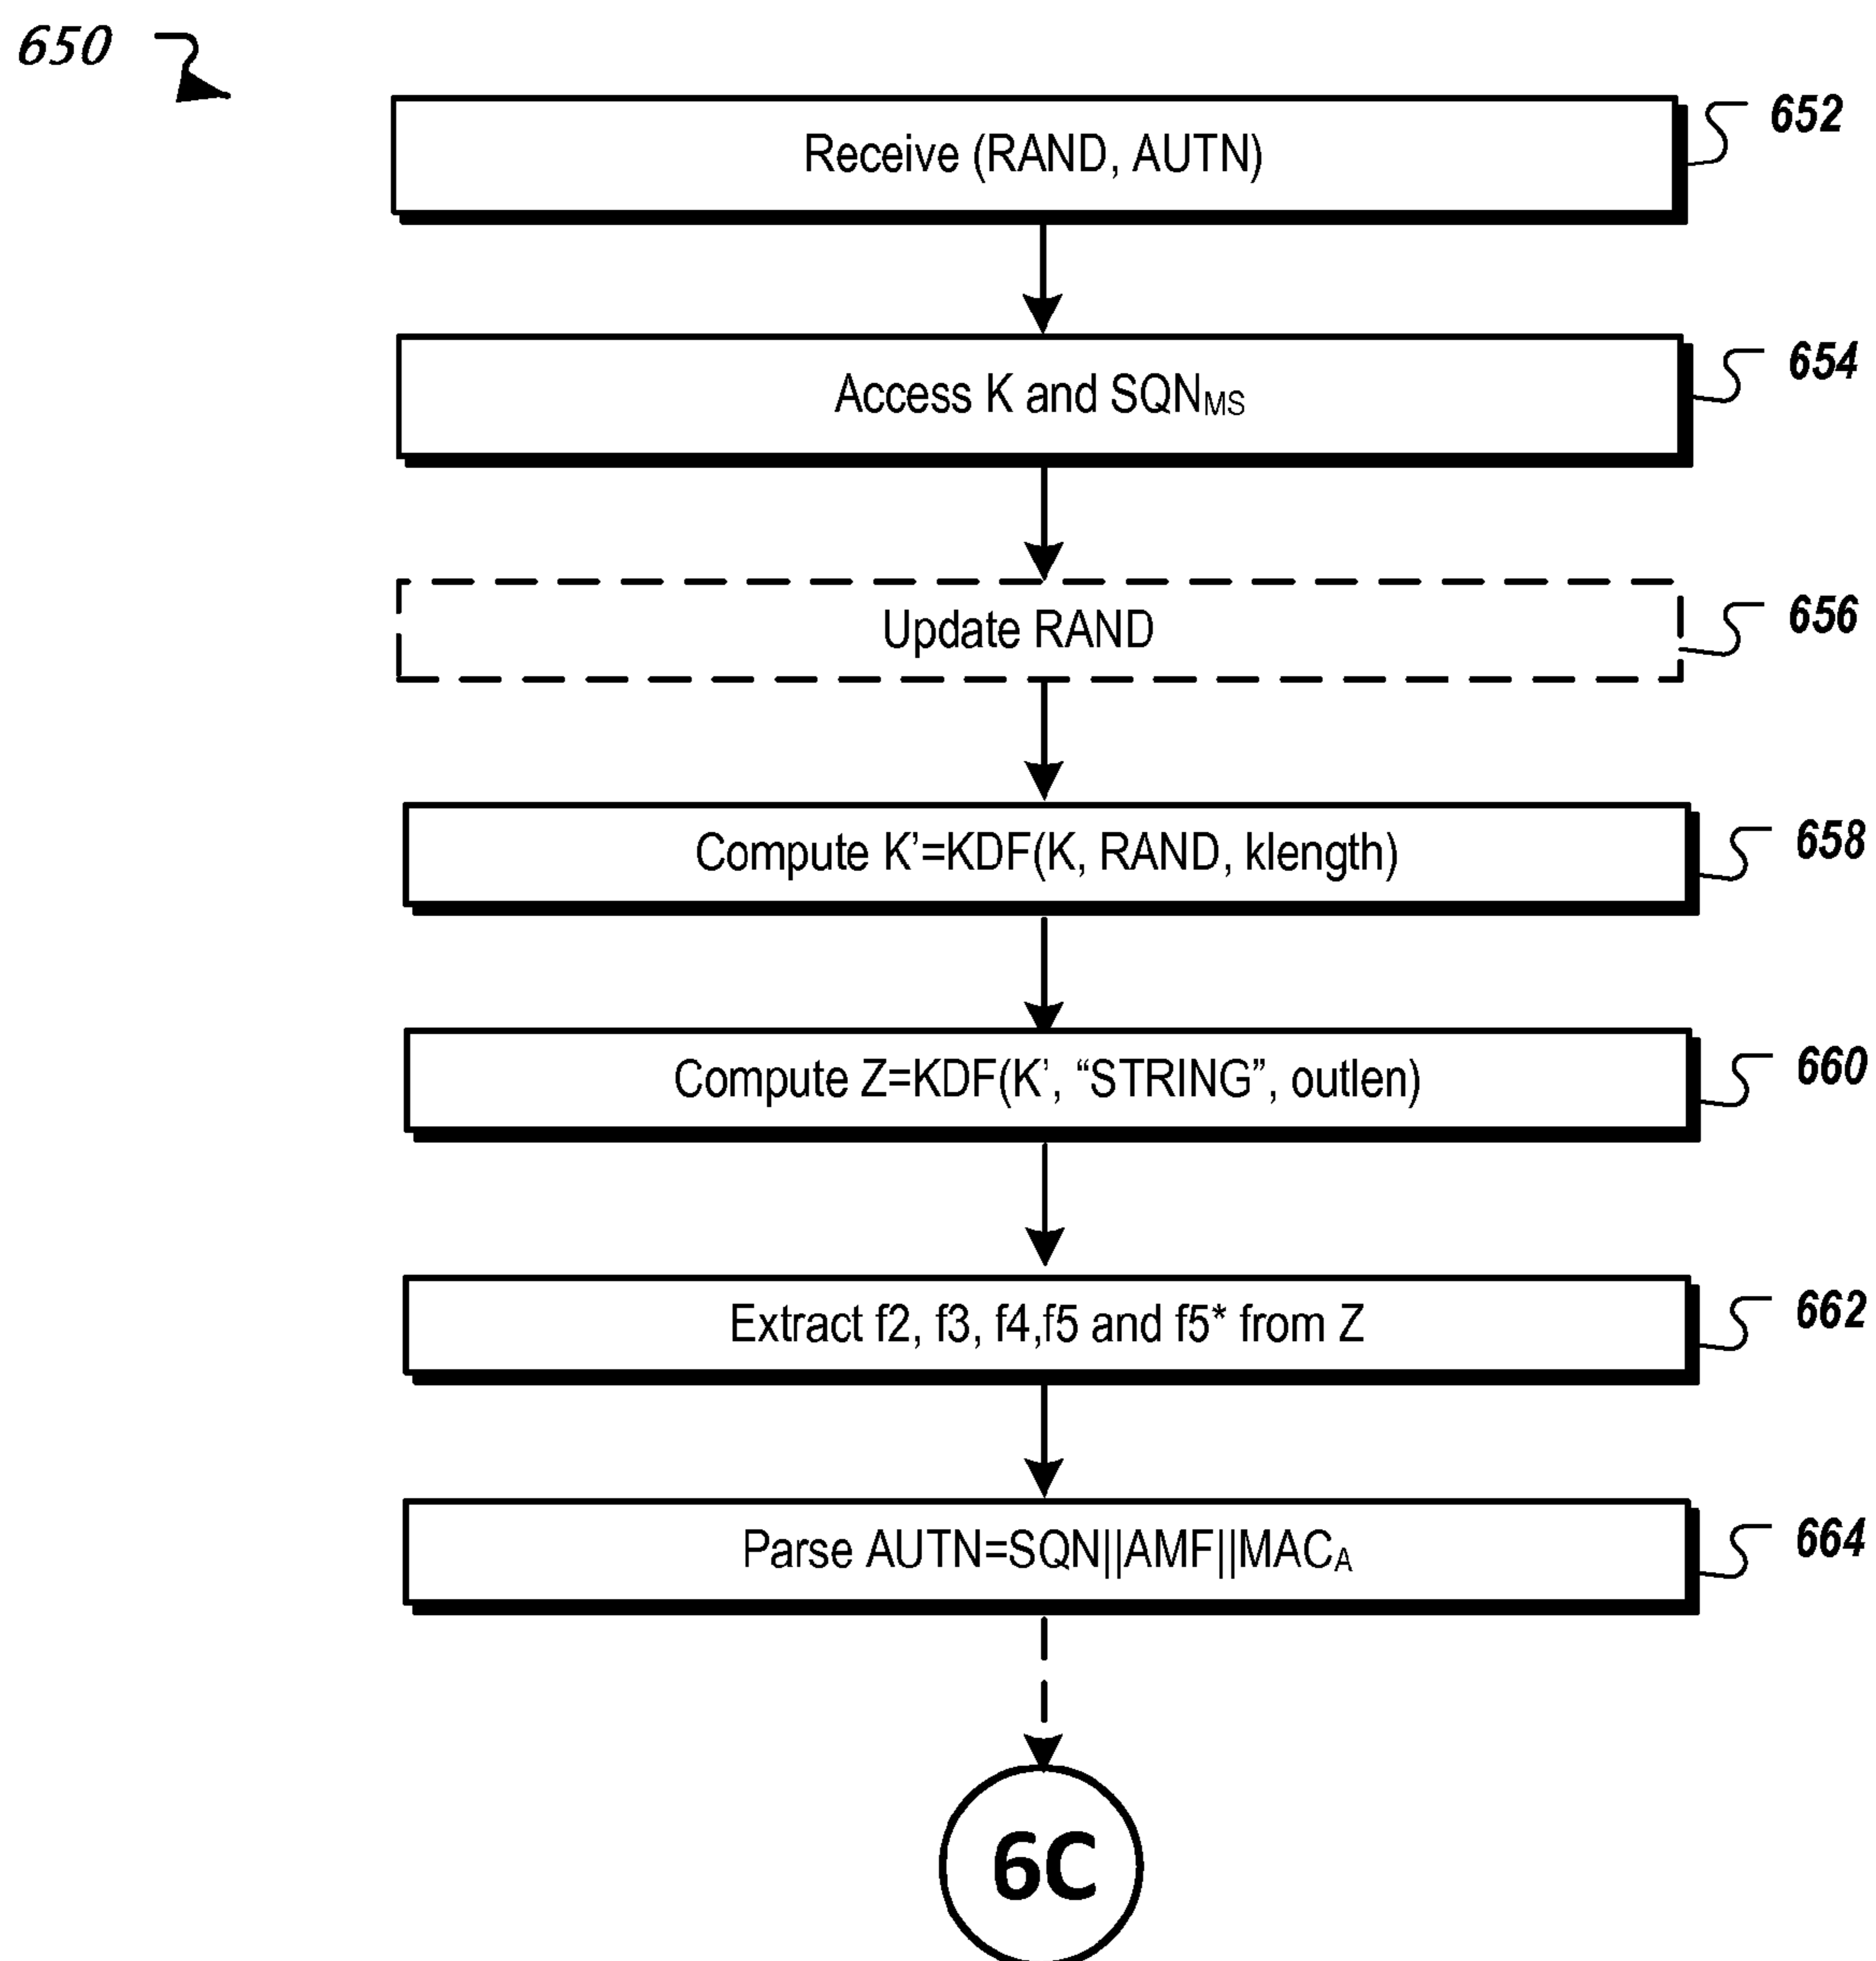 650
Receive (RAND, AUTN)
652
Access K and SQNMS
654
Update RAND
656
Compute K’=KDF(K, RAND, klength)
658
Compute Z=KDF(K’, “STRING”, outlen)
660
Extract f2, f3, f4,f5 and f5* from Z
662
Parse AUTN=SQN||AMF||MACA
664
6C